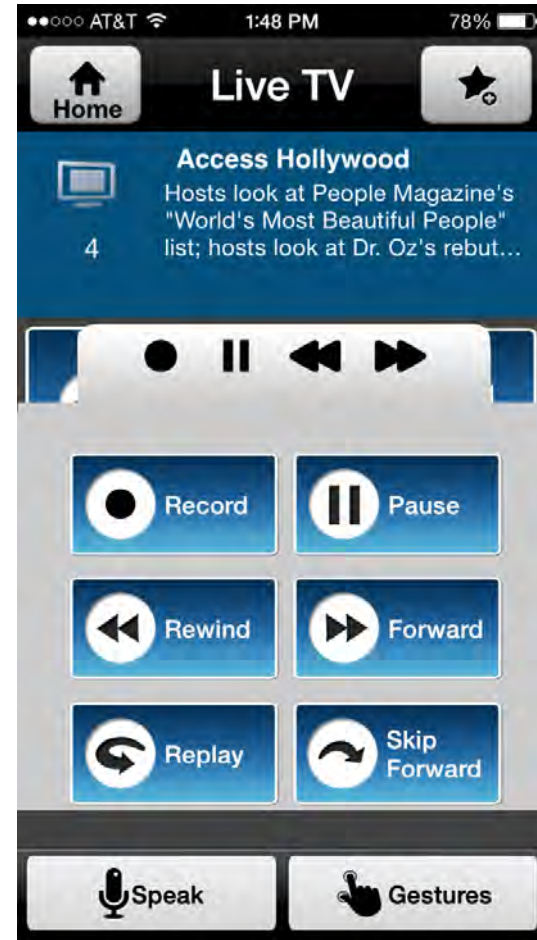 AT&T 1:48 PM 78%
Home
Live TV
Access Hollywood
Hosts look at People Magazine's
"World's Most Beautiful People"
list; hosts look at Dr. Oz's rebut...
4
Record
Pause
Rewind
Forward
Replay
Skip
Forward
Speak
Gestures